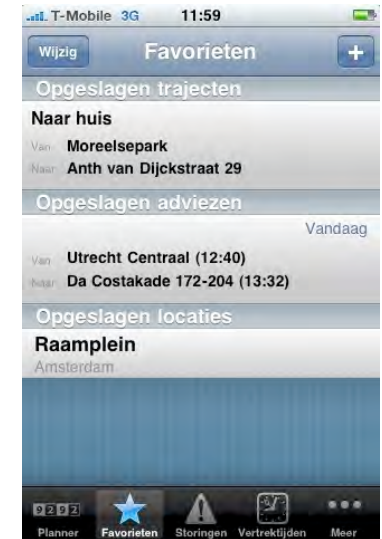 T-Mobile 3G 11:59
Wijzig Favorieten +
Opgeslagen trajecten
Naar huis
Van Moreelsepark
Naar Anth van Dijckstraat 29
Opgeslagen adviezen
Vandaag
Van Utrecht Centraal (12:40)
Naar Da Costakade 172-204 (13:32)
Opgeslagen locaties
Raamplein
Amsterdam
9292
Planner Favorieten Storingen Vertrektijden Meer